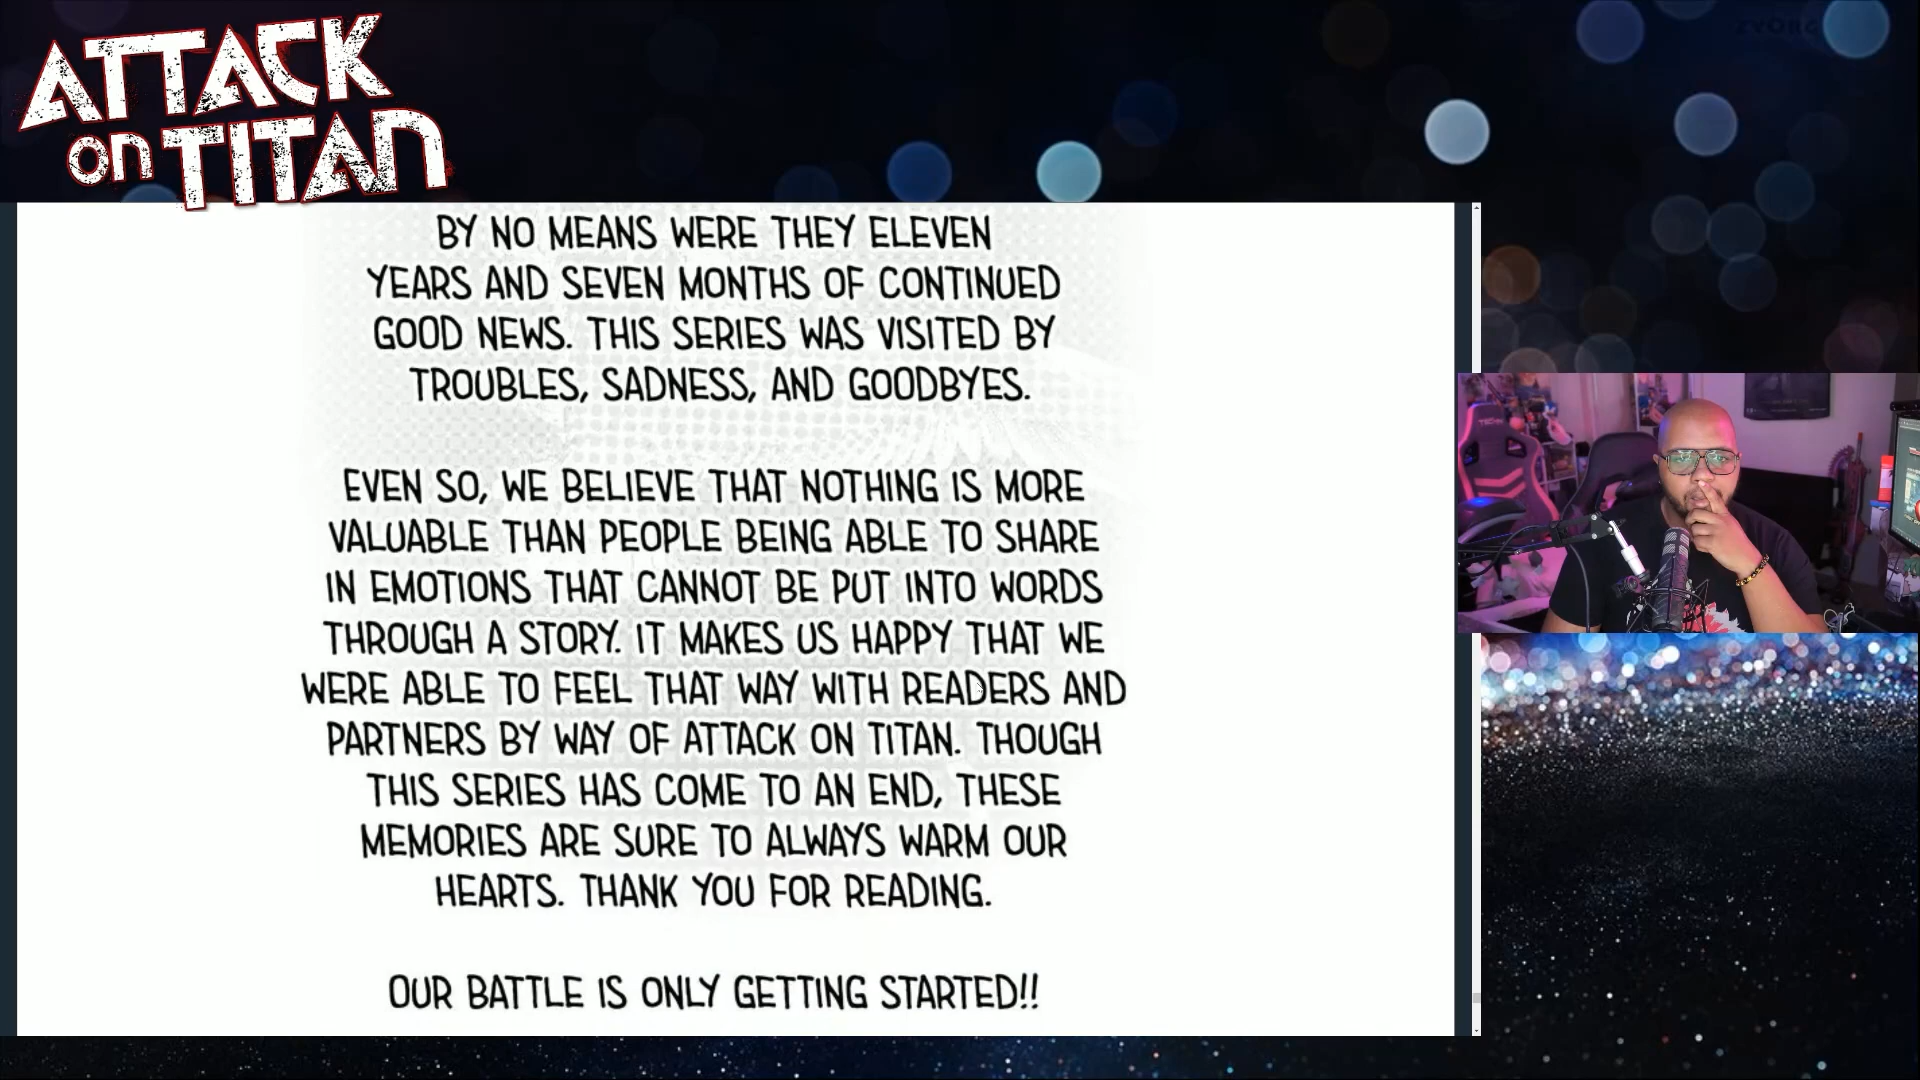 ATTACK
on TITAN
BY NO MEANS WERE THEY ELEVEN
YEARS AND SEVEN MONTHS OF CONTINUED
GOOD NEWS. THIS SERIES WAS VISITED BY
TROUBLES, SADNESS, AND GOODBYES.
EVEN SO, WE BELIEVE THAT NOTHING IS MORE
VALUABLE THAN PEOPLE BEING ABLE TO SHARE
IN EMOTIONS THAT CANNOT BE PUT INTO WORDS
THROUGH A STORY. IT MAKES US HAPPY THAT WE
WERE ABLE TO FEEL THAT WAY WITH READERS AND
PARTNERS BY WAY OF ATTACK ON TITAN. THOUGH
THIS SERIES HAS COME TO AN END, THESE
MEMORIES ARE SURE TO ALWAYS WARM OUR
HEARTS. THANK YOU FOR READING.
OUR BATTLE IS ONLY GETTING STARTED!!